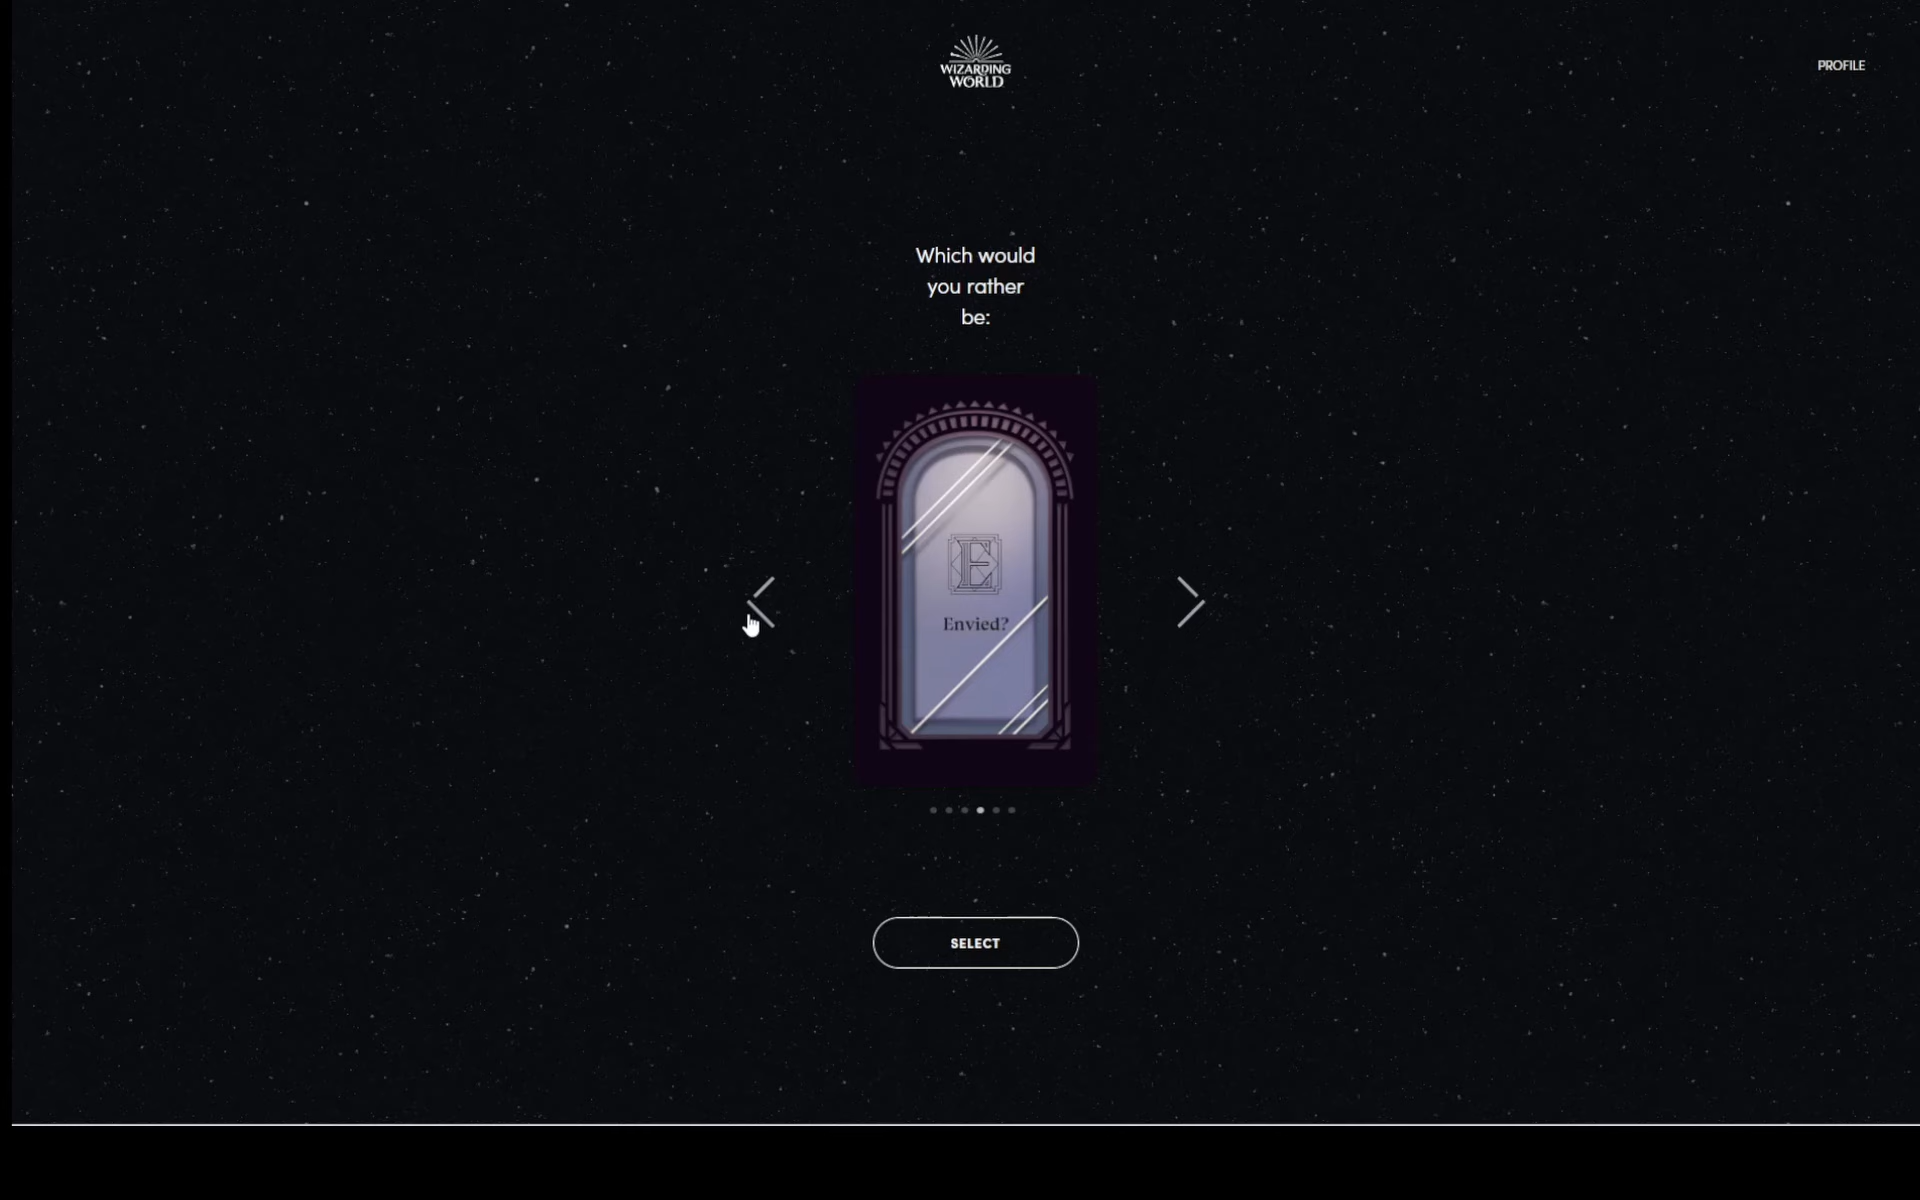 WIZARDING
WORLD
PROFILE
Which would
you rather
be:
E
Envied?
SELECT